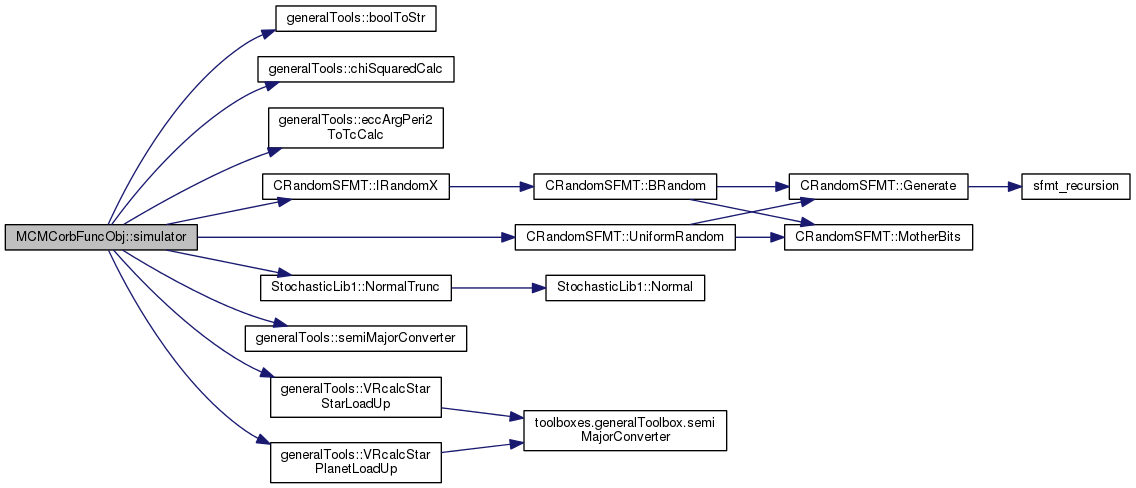 generalTools::boolToStr
generalTools::chiSquaredCalc
generalTools::eccArgPeri2
ToTcCalc
CRandomSFMT::IRandomX
CRandomSFMT::BRandom
CRandomSFMT::Generate
sfmt_recursion
MCMCorbFuncObj::simulator
CRandomSFMT::UniformRandom
CRandomSFMT::MotherBits
StochasticLib1::NormalTrunc
StochasticLib1::Normal
generalTools::semiMajorConverter
generalTools::VRcalcStar
StarLoadUp
toolboxes.generalToolbox.semi
MajorConverter
generalTools::VRcalcStar
PlanetLoadUp